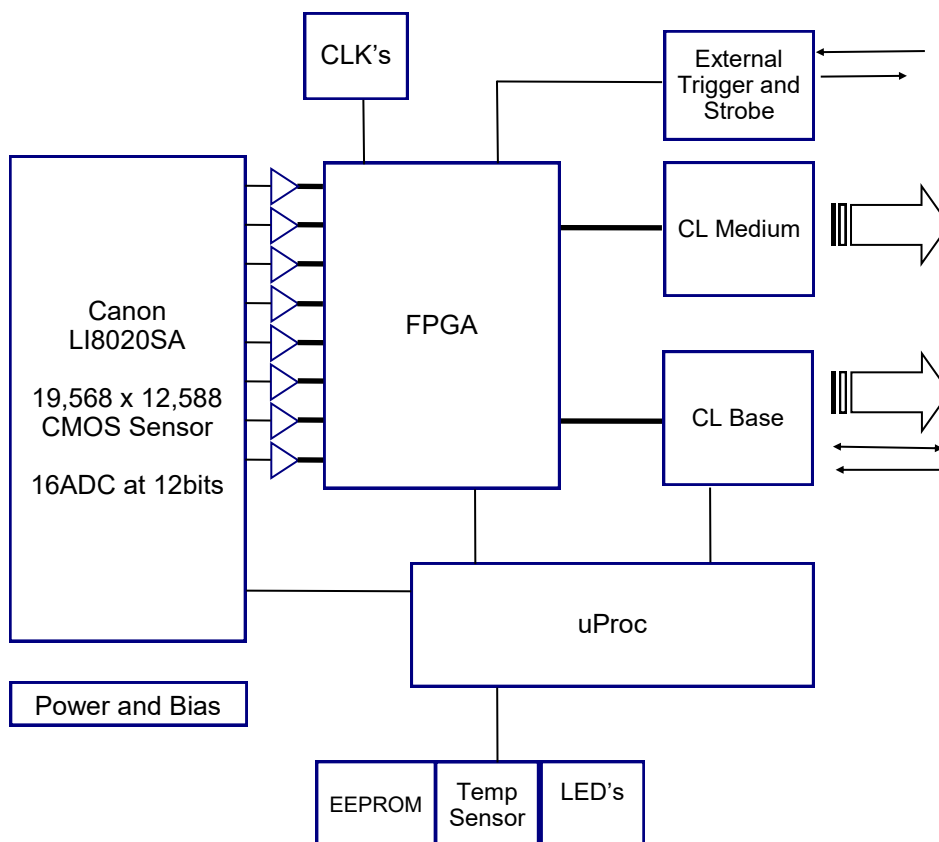 CLK's
External
Trigger and
Strobe
Canon
LI8020SA
19,568 x 12,588
CMOS Sensor
16ADC at 12bits
FPGA
CL Medium
CL Base
uProc
Power and Bias
EEPROM
Temp
Sensor
LED's